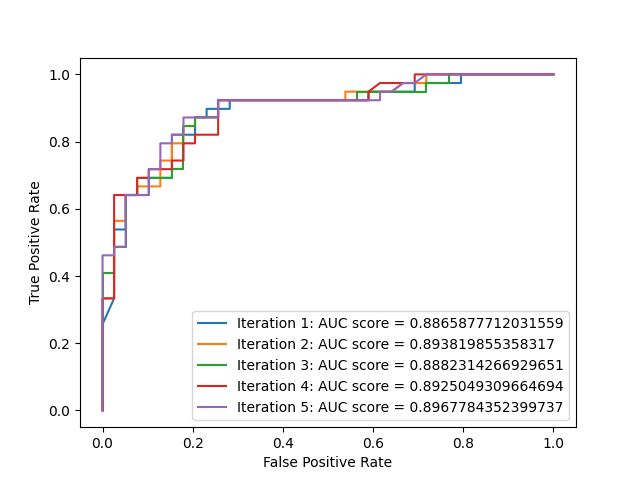 1.0
0.8
0.6
0.4
0.2
0.0
True Positive Rate
Iteration 1: AUC score = 0.8865877712031559
Iteration 2: AUC score = 0.893819855358317
Iteration 3: AUC score = 0.8882314266929651
Iteration 4: AUC score = 0.8925049309664694
Iteration 5: AUC score = 0.8967784352399737
0.0 0.2 0.4 0.6 0.8 1.0
False Positive Rate